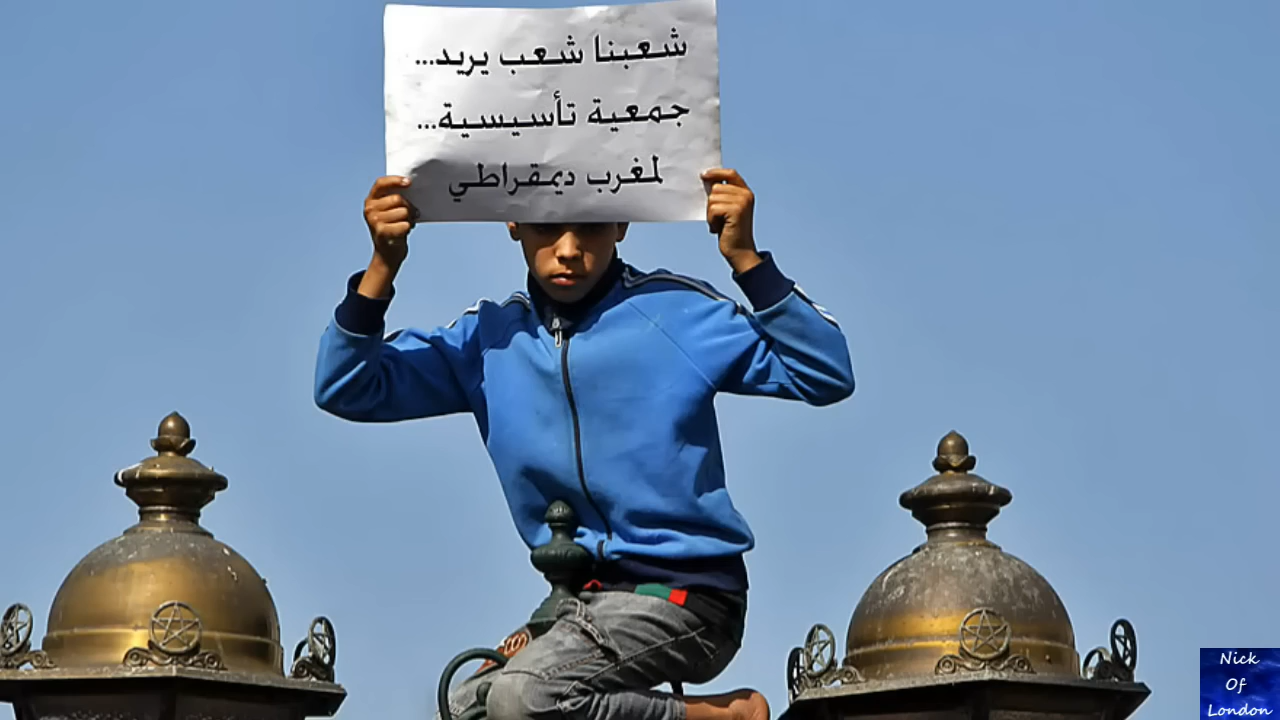 شعبنا شعب يريد...
جمعية تأسيسية...
لمغرب ديمقراطي
Nick
Of
London